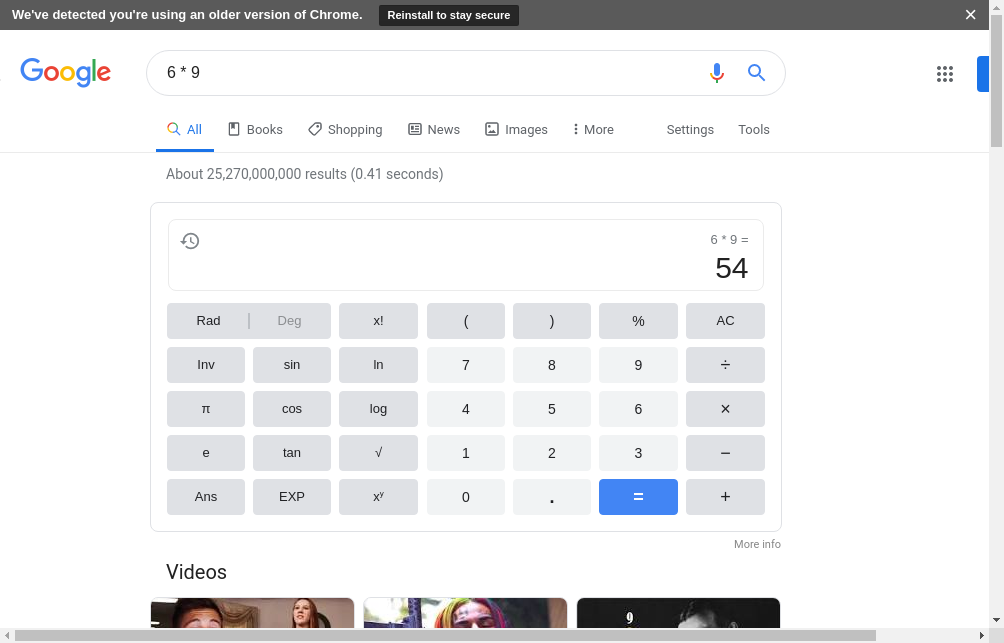 We've detected you're using an older version of Chrome. Reinstall to stay secure
Google 6 * 9
All Books Shopping News Images More Settings Tools
About 25,270,000,000 results (0.41 seconds)
6 * 9 =
54
Rad Deg x! ( ) % AC
Inv sin ln 7 8 9 ÷
π cos log 4 5 6 ×
e tan √ 1 2 3 −
Ans EXP xʸ 0 . = +
More info
Videos
9